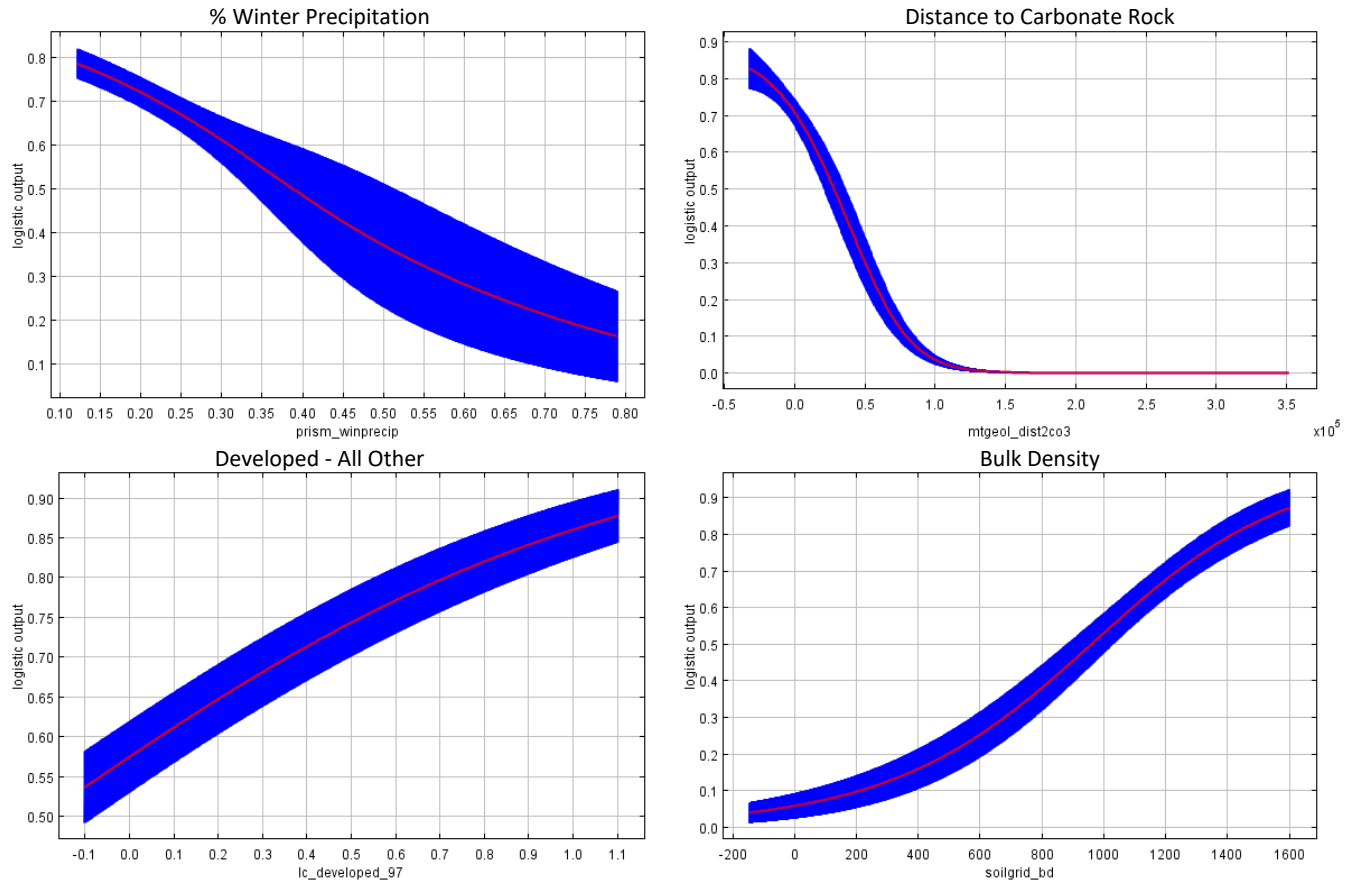 % Winter Precipitation
0.8
0.7
0.6
0.5
0.4
0.3
0.2
0.1
logistic output
0.10 0.15 0.20 0.25 0.30 0.35 0.40 0.45 0.50 0.55 0.60 0.65 0.70 0.75 0.80
prism_winprecip
Distance to Carbonate Rock
0.9
0.8
0.7
0.6
0.5
0.4
0.3
0.2
0.1
0.0
logistic output
-0.5 0.0 0.5 1.0 1.5 2.0 2.5 3.0 3.5
mtgeol_dist2co3 x10^5
Developed - All Other
0.90
0.85
0.80
0.75
0.70
0.65
0.60
0.55
0.50
logistic output
-0.1 0.0 0.1 0.2 0.3 0.4 0.5 0.6 0.7 0.8 0.9 1.0 1.1
lc_developed_97
Bulk Density
0.9
0.8
0.7
0.6
0.5
0.4
0.3
0.2
0.1
0.0
logistic output
-200 0 200 400 600 800 1000 1200 1400 1600
soilgrid_bd